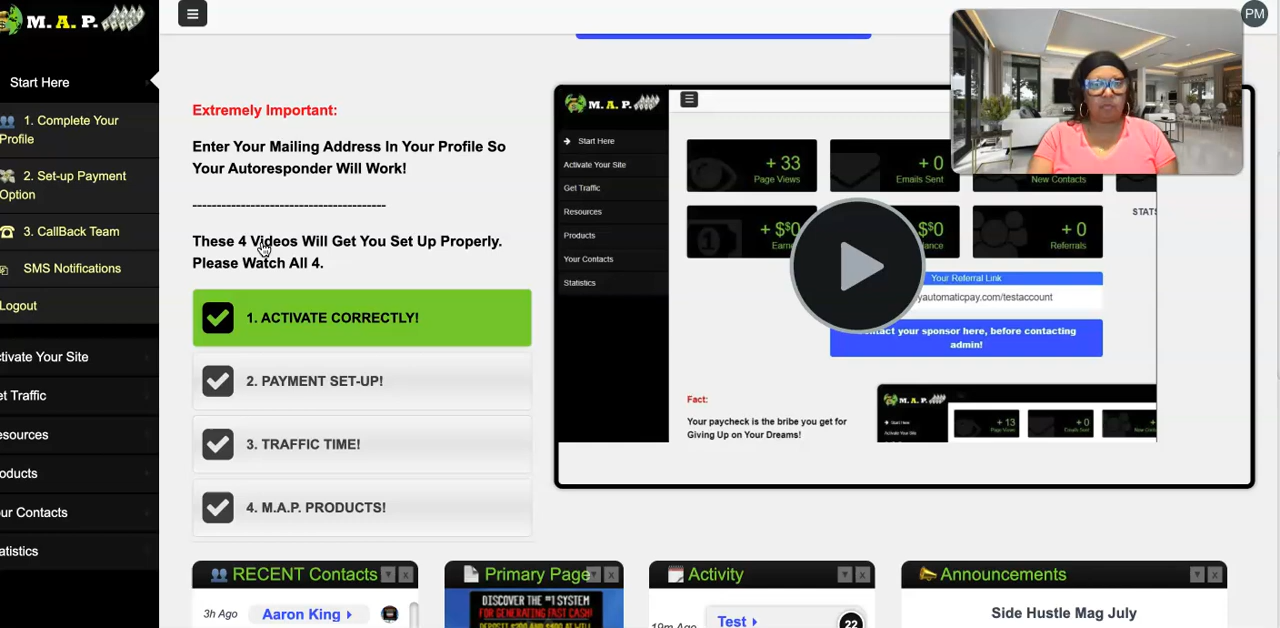 M. A. P.
PM
Start Here
1. Complete Your
Profile
2. Set-up Payment
Option
3. CallBack Team
SMS Notifications
Logout
ctivate Your Site
et Traffic
esources
oducts
our Contacts
atistics
Extremely Important:
Enter Your Mailing Address In Your Profile So
Your Autoresponder Will Work!
----------------------------------------
These 4 Videos Will Get You Set Up Properly.
Please Watch All 4.
1. ACTIVATE CORRECTLY!
2. PAYMENT SET-UP!
3. TRAFFIC TIME!
4. M.A.P. PRODUCTS!
M. A. P.
Start Here
Activate Your Site
Get Traffic
Resources
Products
Your Contacts
Statistics
+ 33
Page Views
+ 0
Emails Sent
New Contacts
STATS
+ $
Earn
$0
lance
+ 0
Referrals
Your Referral Link
yautomaticpay.com/testaccount
ontact your sponsor here, before contacting
admin!
Fact:
Your paycheck is the bribe you get for
Giving Up on Your Dreams!
M. A. P.
+ 13
+ 0
RECENT Contacts
3h Ago
Aaron King
Primary Page
DISCOVER THE #1 SYSTEM
FOR GENERATING FAST CASH!
Activity
19m Ago
Test
22
Announcements
Side Hustle Mag July